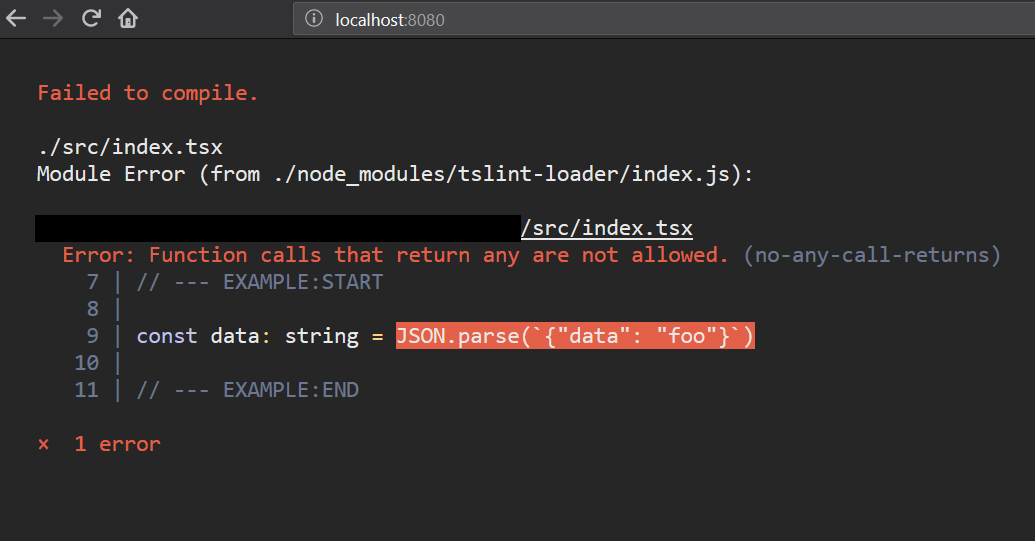 localhost:8080
Failed to compile.
./src/index.tsx
Module Error (from ./node_modules/tslint-loader/index.js):
/src/index.tsx
Error: Function calls that return any are not allowed. (no-any-call-returns)
7 | // --- EXAMPLE:START
8 |
9 | const data: string = JSON.parse(`{"data": "foo"}`)
10 |
11 | // --- EXAMPLE:END
× 1 error